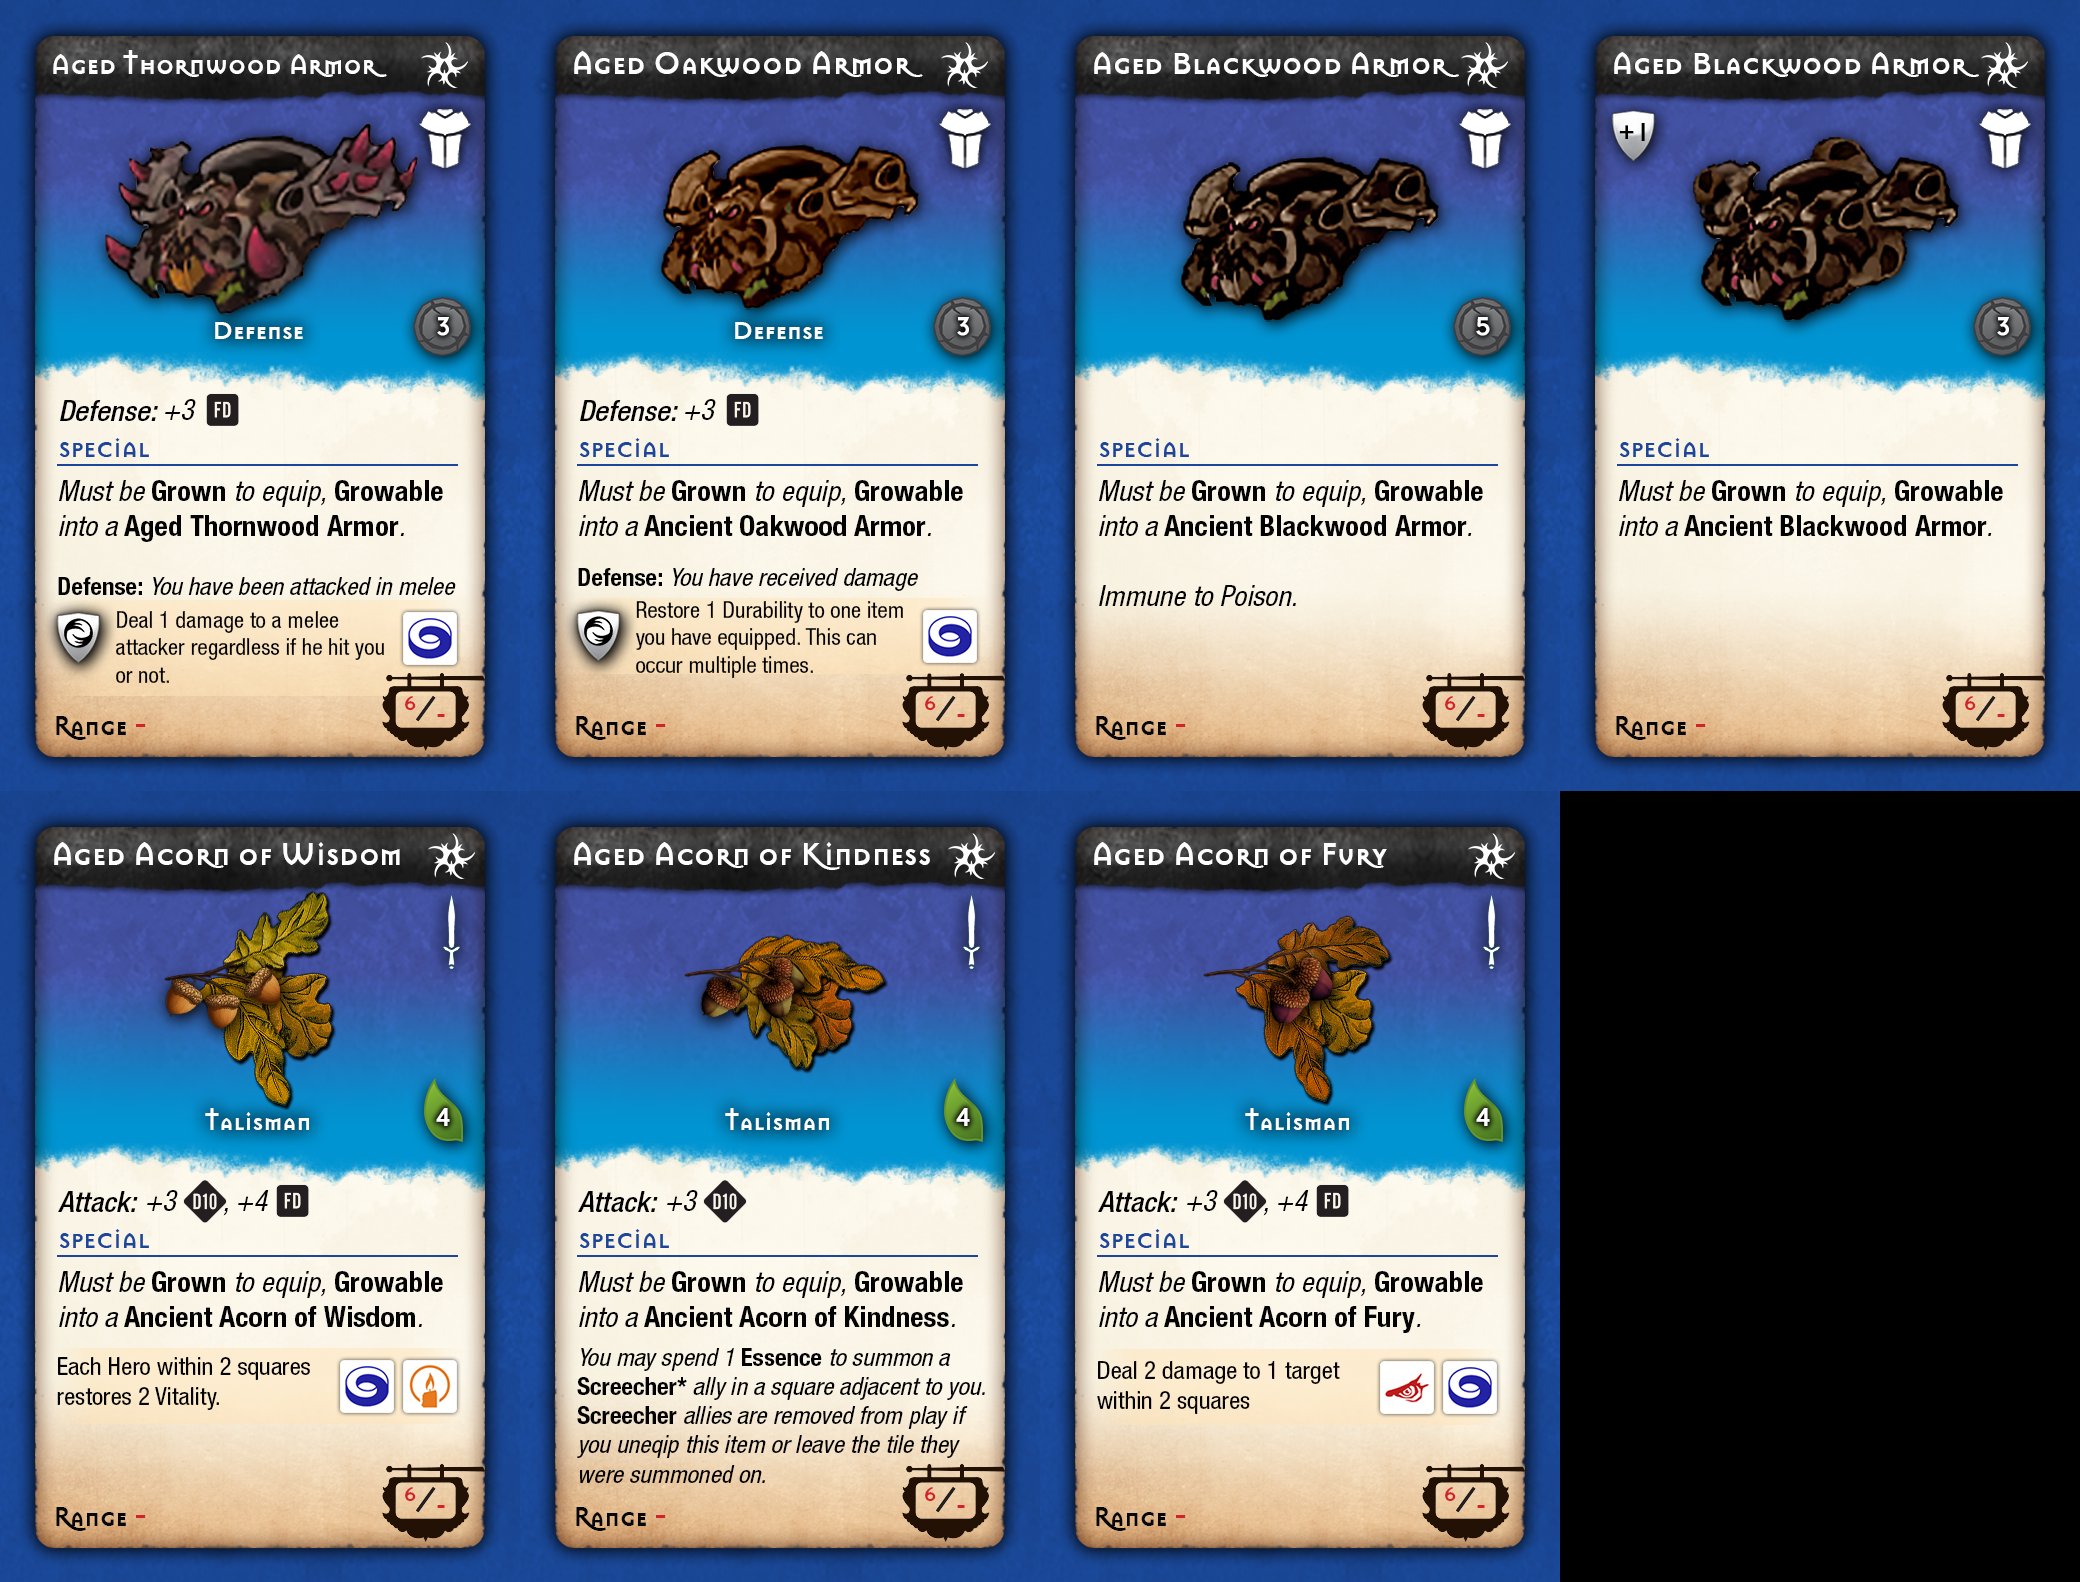 Aged Thornwood Armor
3
Defense
Defense: +3 FD
SPECIAL
Must be Grown to equip, Growable
into a Aged Thornwood Armor.
Defense: You have been attacked in melee
Deal 1 damage to a melee
attacker regardless if he hit you
or not.
6/-
Range -
Aged Oakwood Armor
3
Defense
Defense: +3 FD
SPECIAL
Must be Grown to equip, Growable
into a Ancient Oakwood Armor.
Defense: You have received damage
Restore 1 Durability to one item
you have equipped. This can
occur multiple times.
6/-
Range -
Aged Blackwood Armor
5
SPECIAL
Must be Grown to equip, Growable
into a Ancient Blackwood Armor.
Immune to Poison.
6/-
Range -
Aged Blackwood Armor
+1
3
SPECIAL
Must be Grown to equip, Growable
into a Ancient Blackwood Armor.
6/-
Range -
Aged Acorn of Wisdom
4
Talisman
Attack: +3 D10, +4 FD
SPECIAL
Must be Grown to equip, Growable
into a Ancient Acorn of Wisdom.
Each Hero within 2 squares
restores 2 Vitality.
6/-
Range -
Aged Acorn of Kindness
4
Talisman
Attack: +3 D10
SPECIAL
Must be Grown to equip, Growable
into a Ancient Acorn of Kindness.
You may spend 1 Essence to summon a
Screecher* ally in a square adjacent to you.
Screecher allies are removed from play if
you uneqip this item or leave the tile they
were summoned on.
6/-
Range -
Aged Acorn of Fury
4
Talisman
Attack: +3 D10, +4 FD
SPECIAL
Must be Grown to equip, Growable
into a Ancient Acorn of Fury.
Deal 2 damage to 1 target
within 2 squares
6/-
Range -